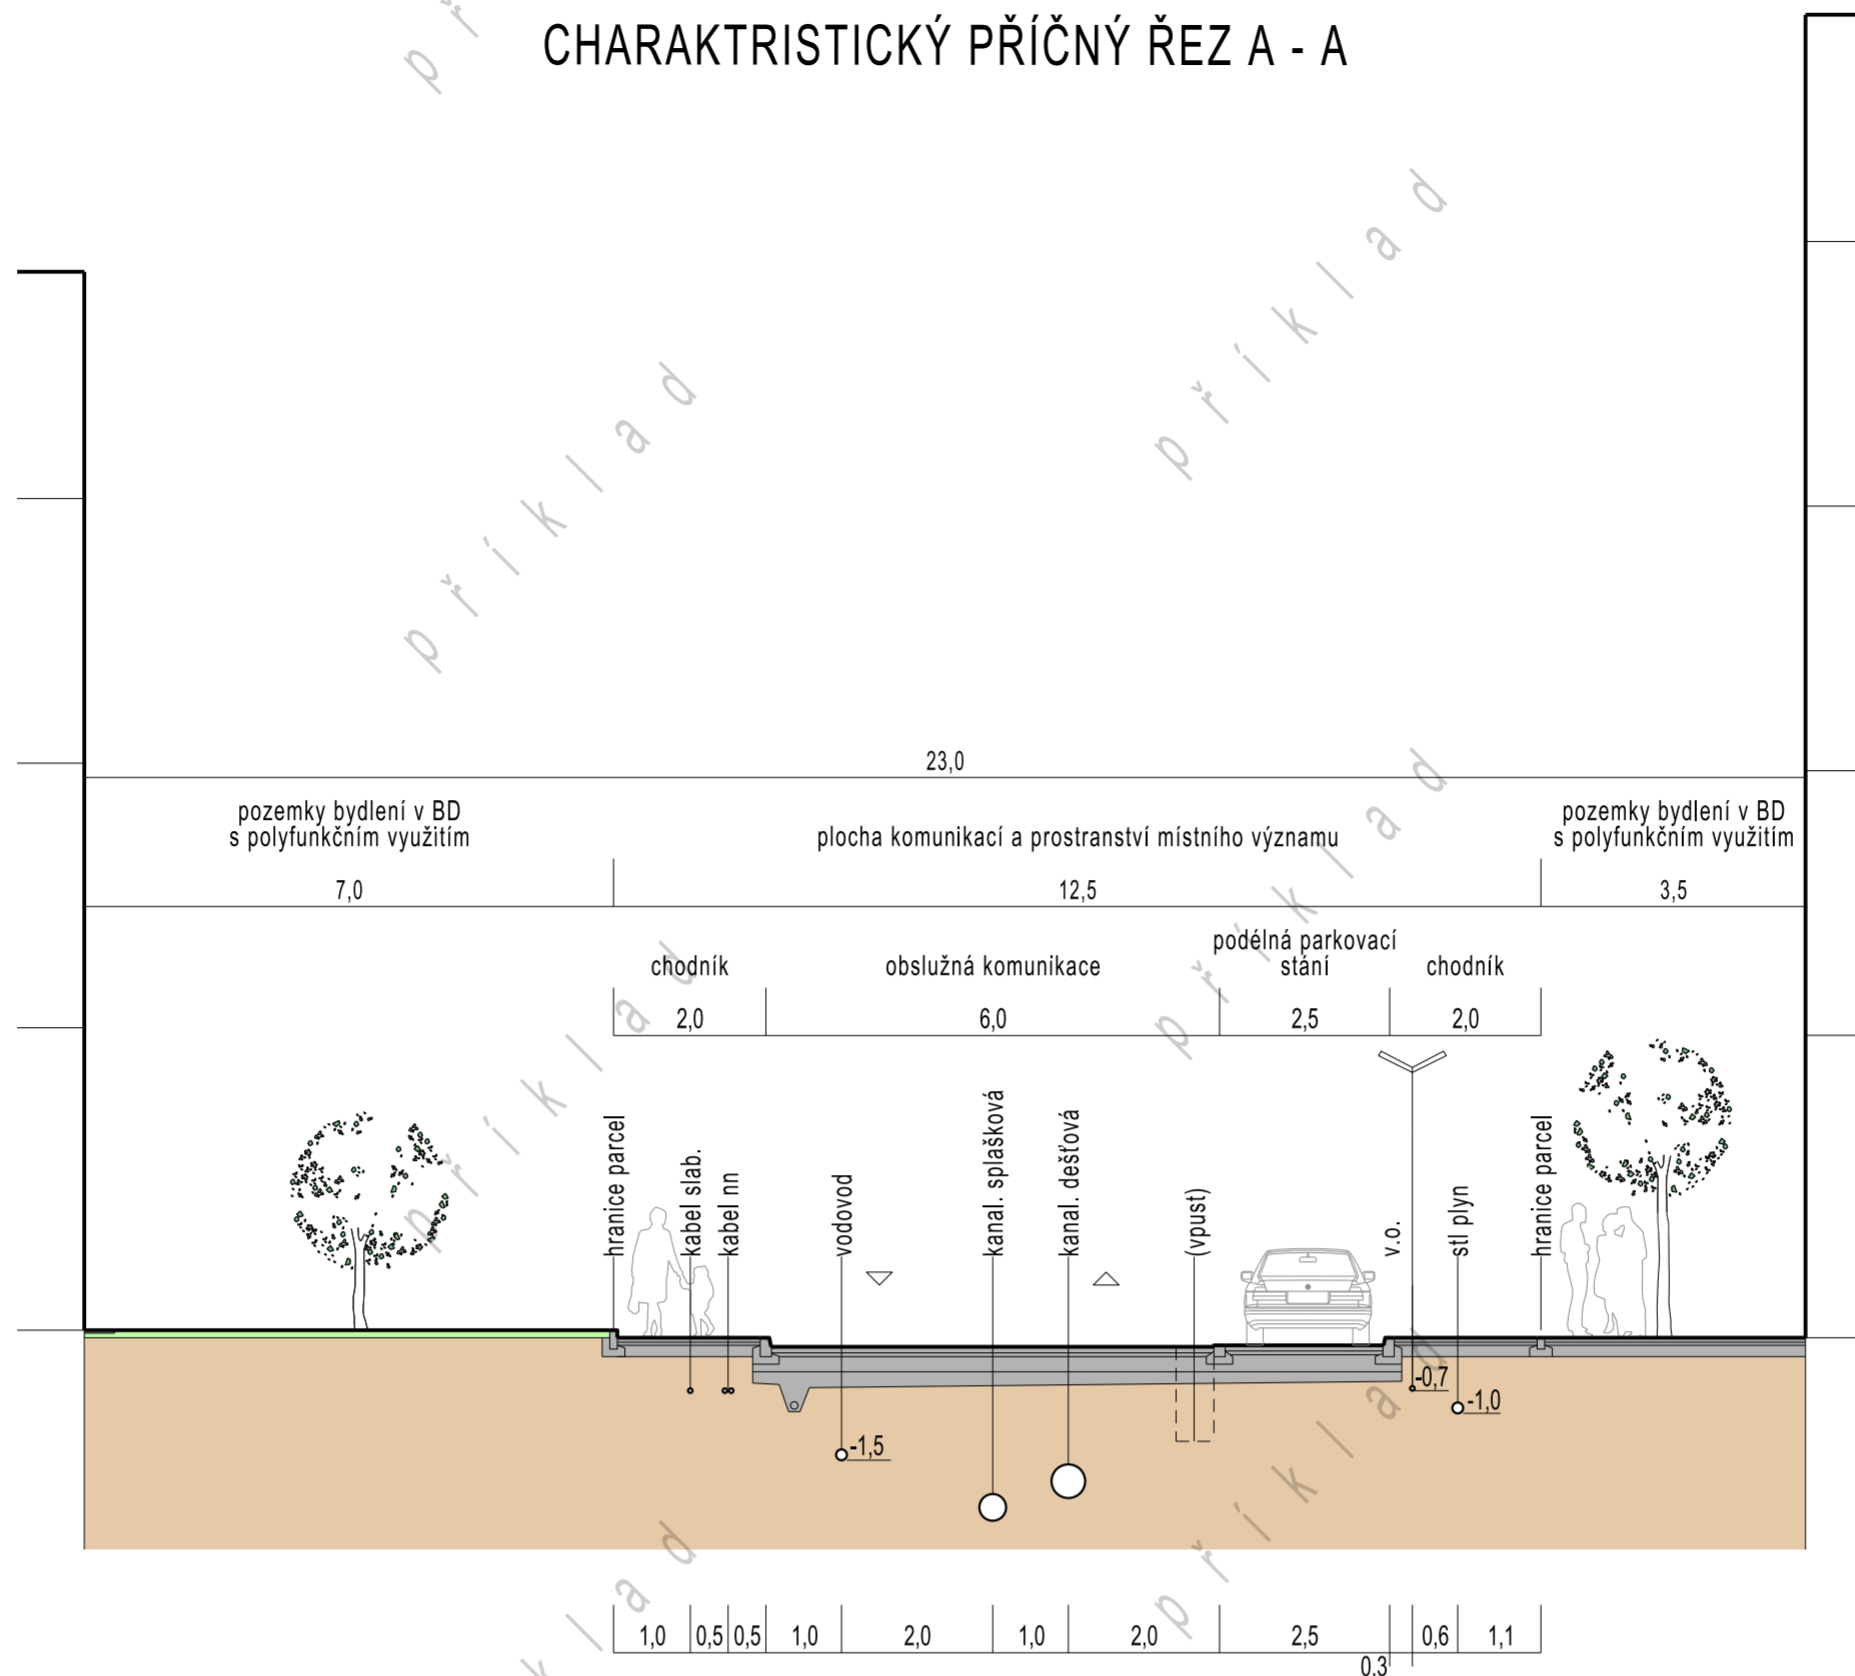 CHARAKTRISTICKÝ PŘÍČNÝ ŘEZ A - A
23,0
pozemky bydlení v BD
s polyfunkčním využitím
plocha komunikací a prostranství místního významu
pozemky bydlení v BD
s polyfunkčním využitím
7,0
12,5
3,5
chodník
obslužná komunikace
podélná parkovací
stání
chodník
2,0
6,0
2,5
2,0
hranice parcel
kabel slab.
kabel nn
vodovod
kanal. splašková
kanal. dešťová
(vpust)
v.o.
stl plyn
hranice parcel
-0,7
-1,0
-1,5
1,0
0,5
0,5
1,0
2,0
1,0
2,0
2,5
0,3
0,6
1,1
příklad
příklad
příklad
příklad